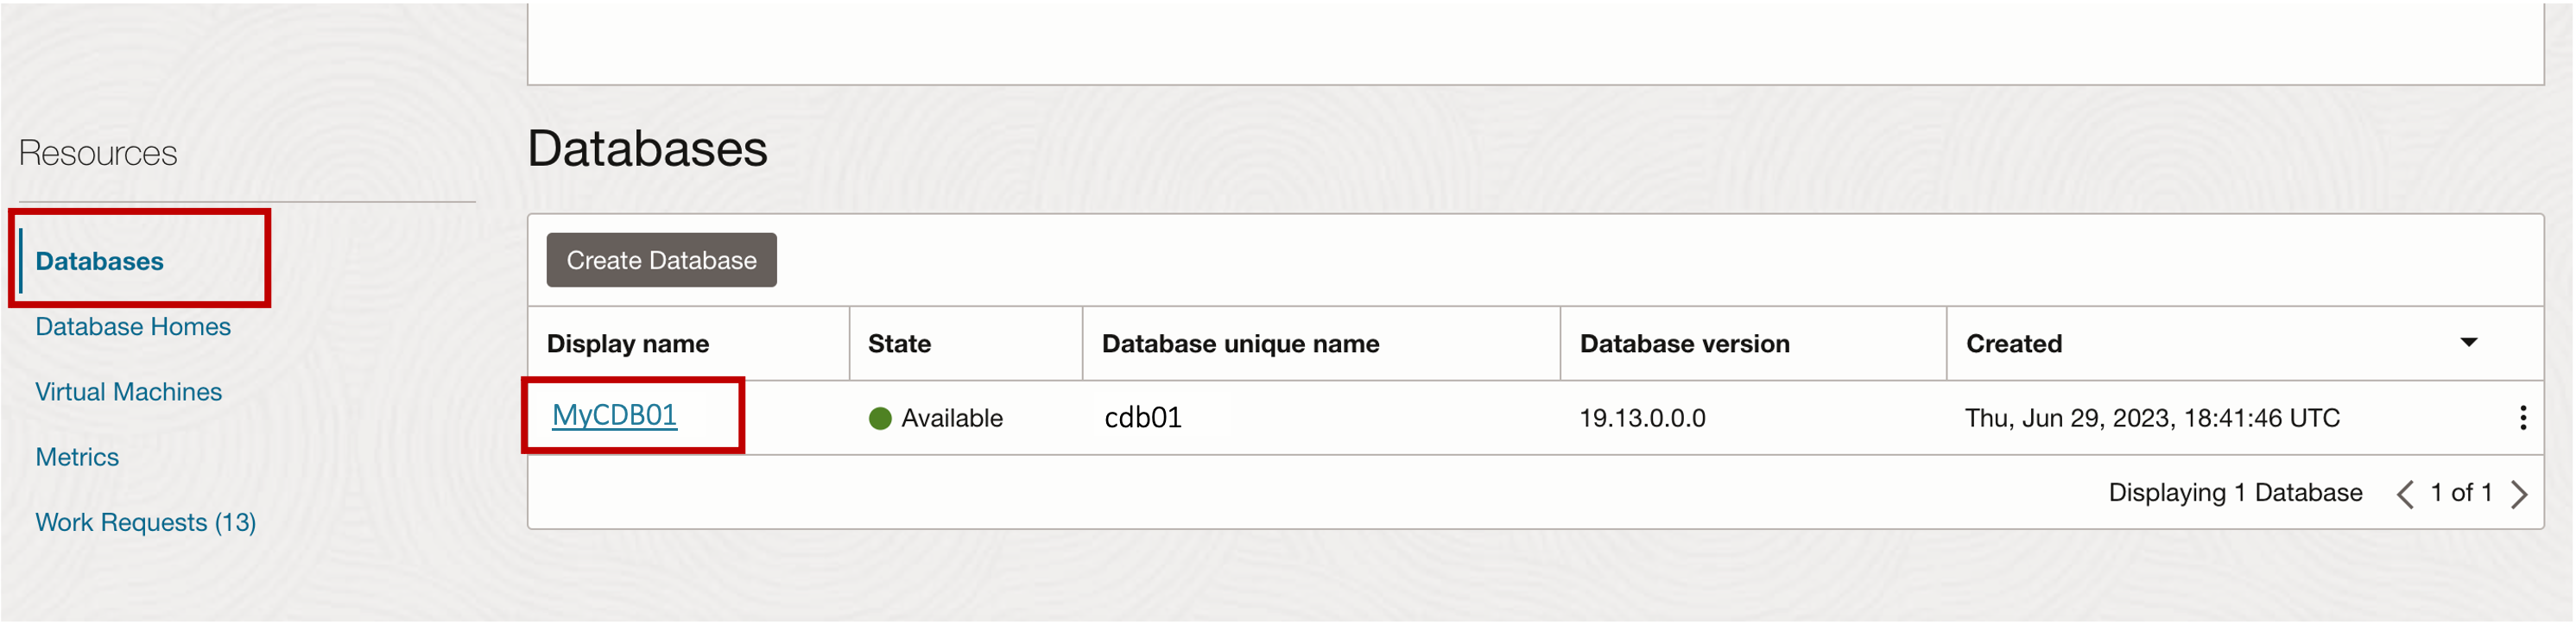 Resources
Databases
Database Homes
Virtual Machines
Metrics
Work Requests (13)
Databases
Create Database
Display name State Database unique name Database version Created
MyCDB01 Available cdb01 19.13.0.0.0 Thu, Jun 29, 2023, 18:41:46 UTC
Displaying 1 Database 1 of 1